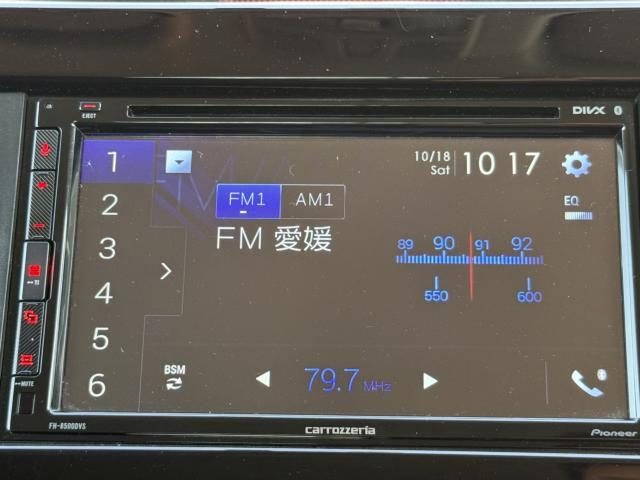 EJECT
DIVX
1
2
3
4
5
6
10/18
Sat
10 17
FM1 AM1
EQ
FM 愛媛
89 90 91 92
550 600
BSM
79.7 MHz
MUTE
FH-8500DVS
carrozzeria
Pioneer